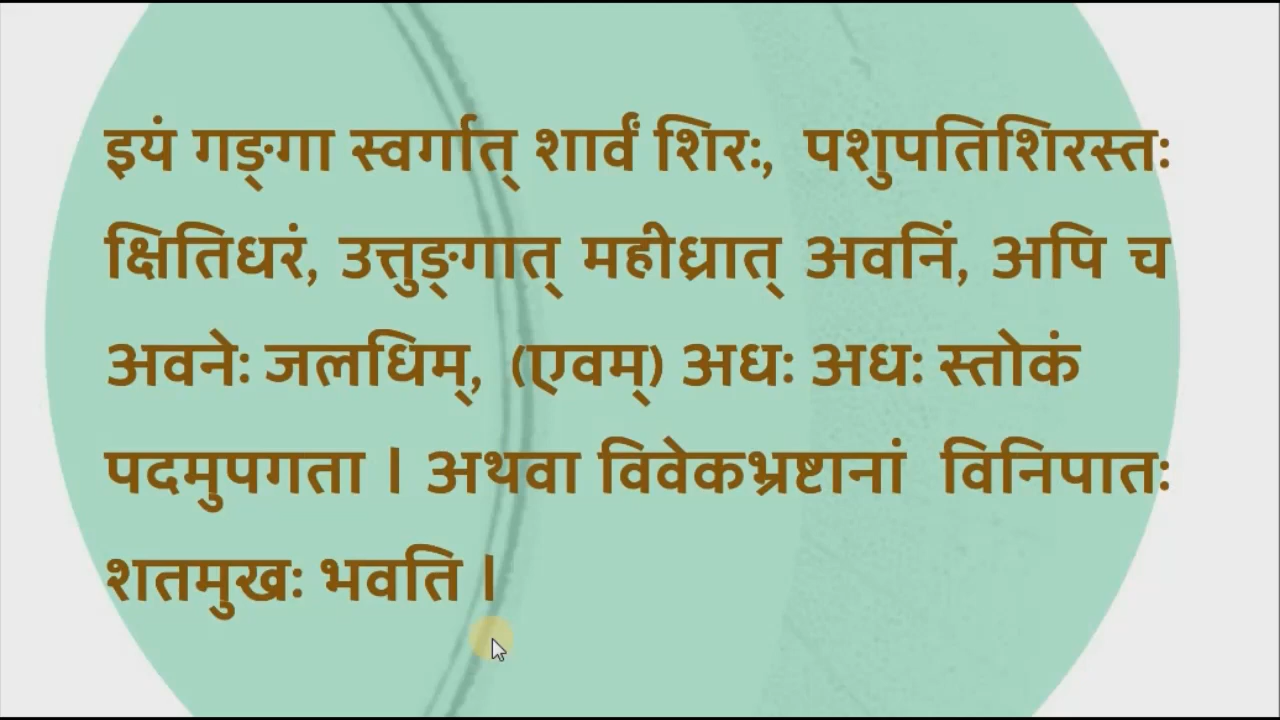 इयं गङ्गा स्वर्गात् शार्वं शिरः, पशुपतिशिरस्तः
क्षितिधरं, उत्तुङ्गात् महीध्रात् अवनिं, अपि च
अवनेः जलधिम्, (एवम्) अधः अधः स्तोकं
पदमुपगता । अथवा विवेकभ्रष्टानां विनिपातः
शतमुखः भवति ।